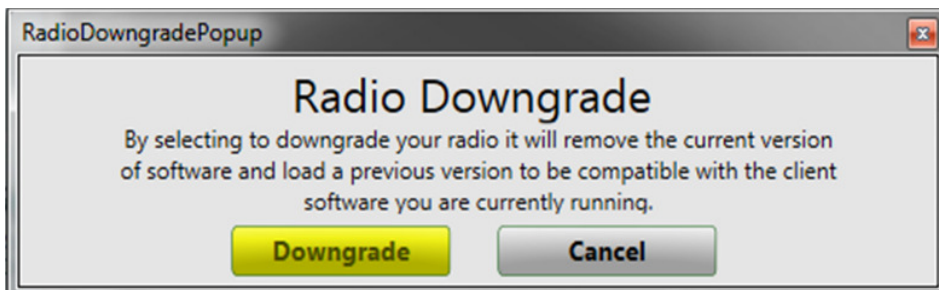 RadioDowngradePopup
Radio Downgrade
By selecting to downgrade your radio it will remove the current version
of software and load a previous version to be compatible with the client
software you are currently running.
Downgrade
Cancel